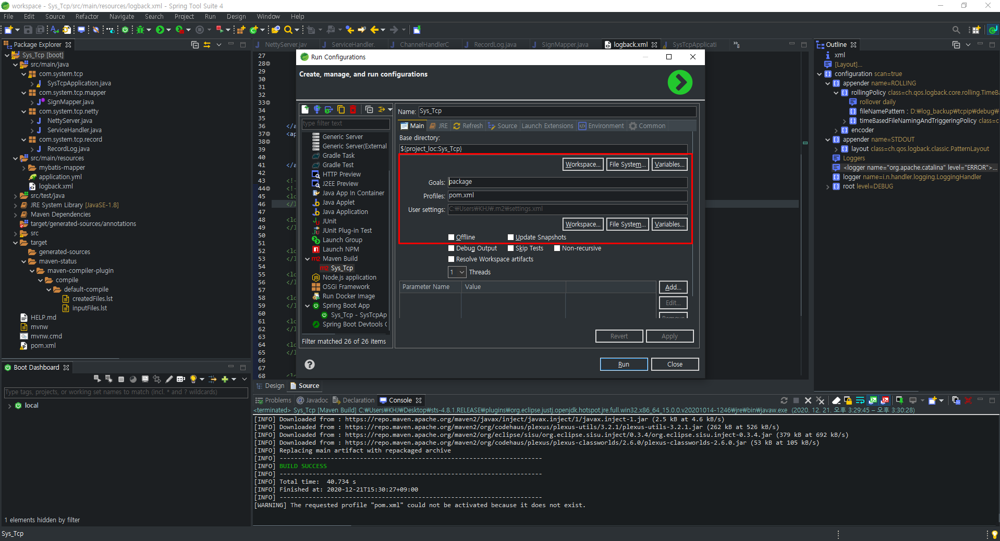 workspace - Sys_Tcp/src/main/resources/logback.xml - Spring Tool Suite 4
File Edit Source Refactor Navigate Search Project Run Design Window Help
Package Explorer
Sys_Tcp [boot]
src/main/java
com.system.tcp
SysTcpApplication.java
com.system.tcp.mapper
SignMapper.java
com.system.tcp.netty
NettyServer.java
ServiceHandler.java
com.system.tcp.record
RecordLog.java
src/main/resources
mybatis-mapper
application.yml
logback.xml
src/test/java
JRE System Library [JavaSE-1.8]
Maven Dependencies
target/generated-sources/annotations
src
target
generated-sources
maven-status
maven-compiler-plugin
compile
default-compile
createdFiles.lst
inputFiles.lst
HELP.md
mvnw
mvnw.cmd
pom.xml
Boot Dashboard
Type tags, projects, or working set names to match (incl. * and ? wildcards)
local
1 elements hidden by filter
Sys_Tcp
NettyServer.jav ServiceHandler. ChannelHandlerC RecordLog.java SignMapper.java logback.xml SysTcpApplicati »8
27
28
29
30
31
32
33
34
35
36 </a
37 <ap
38
39
40
41 </a
42
43 <!-
44 <!-
45 <lo
46 </l
47
48 <lo
49 </l
50
51
52 <lo
53 </l
54
55 <lo
56 </l
57
58 <lo
59 </l
60
61 <lo
62 </l
63
64 <lo
65 </l
66
67
68 <lo
Design Source
Run Configurations
Create, manage, and run configurations
type filter text
Generic Server
Generic Server(External
Gradle Task
Gradle Test
HTTP Preview
J2EE Preview
Java App In Container
Java Applet
Java Application
JUnit
JUnit Plug-in Test
Launch Group
Launch NPM
Maven Build
Sys_Tcp
Node.js application
OSGi Framework
Run Docker Image
Spring Boot App
Sys_Tcp - SysTcpAp
Spring Boot Devtools C
Filter matched 26 of 26 items
Name: Sys_Tcp
Main JRE Refresh Source Launch Extensions Environment Common
Base directory:
${project_loc:Sys_Tcp}
Workspace... File System... Variables...
Goals: package
Profiles: pom.xml
User settings: C:₩Users₩KHJ₩.m2₩settings.xml
Workspace... File System... Variables...
Offline Update Snapshots
Debug Output Skip Tests Non-recursive
Resolve Workspace artifacts
1 Threads
Parameter Name Value
Add...
Edit...
Remove
Revert Apply
Run Close
Outline
xml
[Layout]...
configuration scan=true
appender name=ROLLING
rollingPolicy class=ch.qos.logback.core.rolling.TimeBa
rollover daily
fileNamePattern : D:₩log_backup₩tcpip₩debug₩
timeBasedFileNamingAndTriggeringPolicy class=c
encoder
appender name=STDOUT
layout class=ch.qos.logback.classic.PatternLayout
Loggers
<logger name="org.apache.catalina" level="ERROR">...
logger name=i.n.handler.logging.LoggingHandler
root level=DEBUG
Problems @ Javadoc Declaration Console
<terminated> Sys_Tcp [Maven Build] C:₩Users₩KHJ₩Desktop₩sts-4.8.1.RELEASE₩plugins₩org.eclipse.justj.openjdk.hotspot.jre.full.win32.x86_64_15.0.0.v20201014-1246₩jre₩bin₩javaw.exe (2020. 12. 21. 오후 3:29:45 – 오후 3:30:28)
[INFO] Downloaded from : https://repo.maven.apache.org/maven2/javax/inject/javax.inject/1/javax.inject-1.jar (2.5 kB at 4.6 kB/s)
[INFO] Downloaded from : https://repo.maven.apache.org/maven2/org/codehaus/plexus/plexus-utils/3.2.1/plexus-utils-3.2.1.jar (262 kB at 526 kB/s)
[INFO] Downloaded from : https://repo.maven.apache.org/maven2/org/eclipse/sisu/org.eclipse.sisu.inject/0.3.4/org.eclipse.sisu.inject-0.3.4.jar (379 kB at 692 kB/s)
[INFO] Downloaded from : https://repo.maven.apache.org/maven2/org/codehaus/plexus/plexus-classworlds/2.6.0/plexus-classworlds-2.6.0.jar (53 kB at 105 kB/s)
[INFO] Replacing main artifact with repackaged archive
[INFO] ------------------------------------------------------------------------
[INFO] BUILD SUCCESS
[INFO] ------------------------------------------------------------------------
[INFO] Total time:  40.734 s
[INFO] Finished at: 2020-12-21T15:30:27+09:00
[INFO] ------------------------------------------------------------------------
[WARNING] The requested profile "pom.xml" could not be activated because it does not exist.